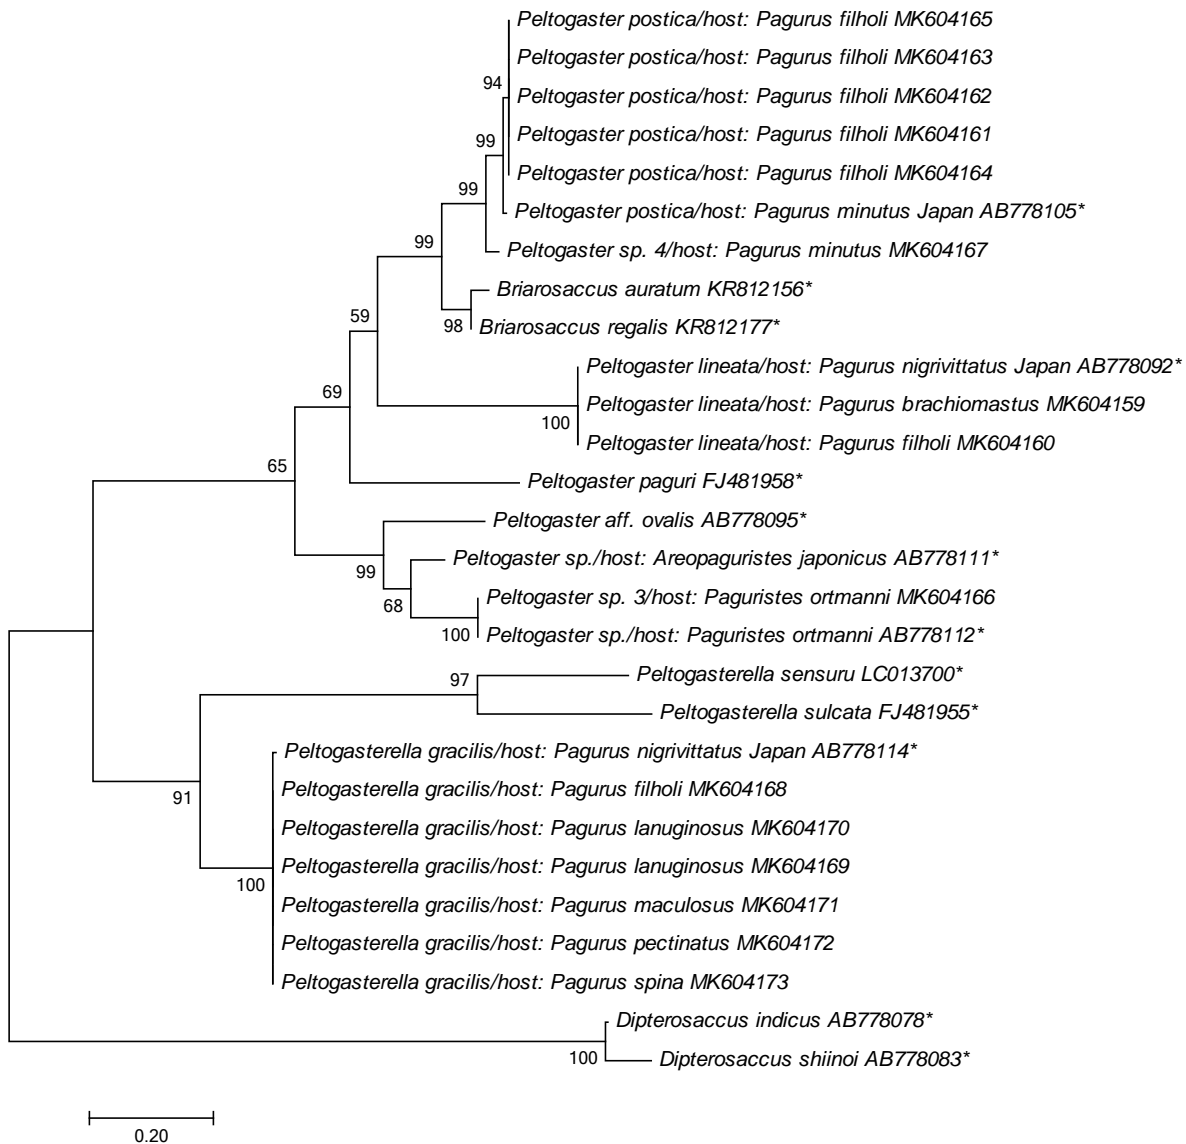 Peltogaster postica/host: Pagurus filholi MK604165
Peltogaster postica/host: Pagurus filholi MK604163
94
Peltogaster postica/host: Pagurus filholi MK604162
Peltogaster postica/host: Pagurus filholi MK604161
99
Peltogaster postica/host: Pagurus filholi MK604164
99
Peltogaster postica/host: Pagurus minutus Japan AB778105*
99
Peltogaster sp. 4/host: Pagurus minutus MK604167
Briarosaccus auratum KR812156*
59
98
Briarosaccus regalis KR812177*
Peltogaster lineata/host: Pagurus nigrivittatus Japan AB778092*
69
Peltogaster lineata/host: Pagurus brachiomastus MK604159
100
Peltogaster lineata/host: Pagurus filholi MK604160
65
Peltogaster paguri FJ481958*
Peltogaster aff. ovalis AB778095*
Peltogaster sp./host: Areopaguristes japonicus AB778111*
99
Peltogaster sp. 3/host: Paguristes ortmanni MK604166
68
100
Peltogaster sp./host: Paguristes ortmanni AB778112*
Peltogasterella sensuru LC013700*
97
Peltogasterella sulcata FJ481955*
Peltogasterella gracilis/host: Pagurus nigrivittatus Japan AB778114*
Peltogasterella gracilis/host: Pagurus filholi MK604168
91
Peltogasterella gracilis/host: Pagurus lanuginosus MK604170
Peltogasterella gracilis/host: Pagurus lanuginosus MK604169
100
Peltogasterella gracilis/host: Pagurus maculosus MK604171
Peltogasterella gracilis/host: Pagurus pectinatus MK604172
Peltogasterella gracilis/host: Pagurus spina MK604173
Dipterosaccus indicus AB778078*
100
Dipterosaccus shiinoi AB778083*
0.20